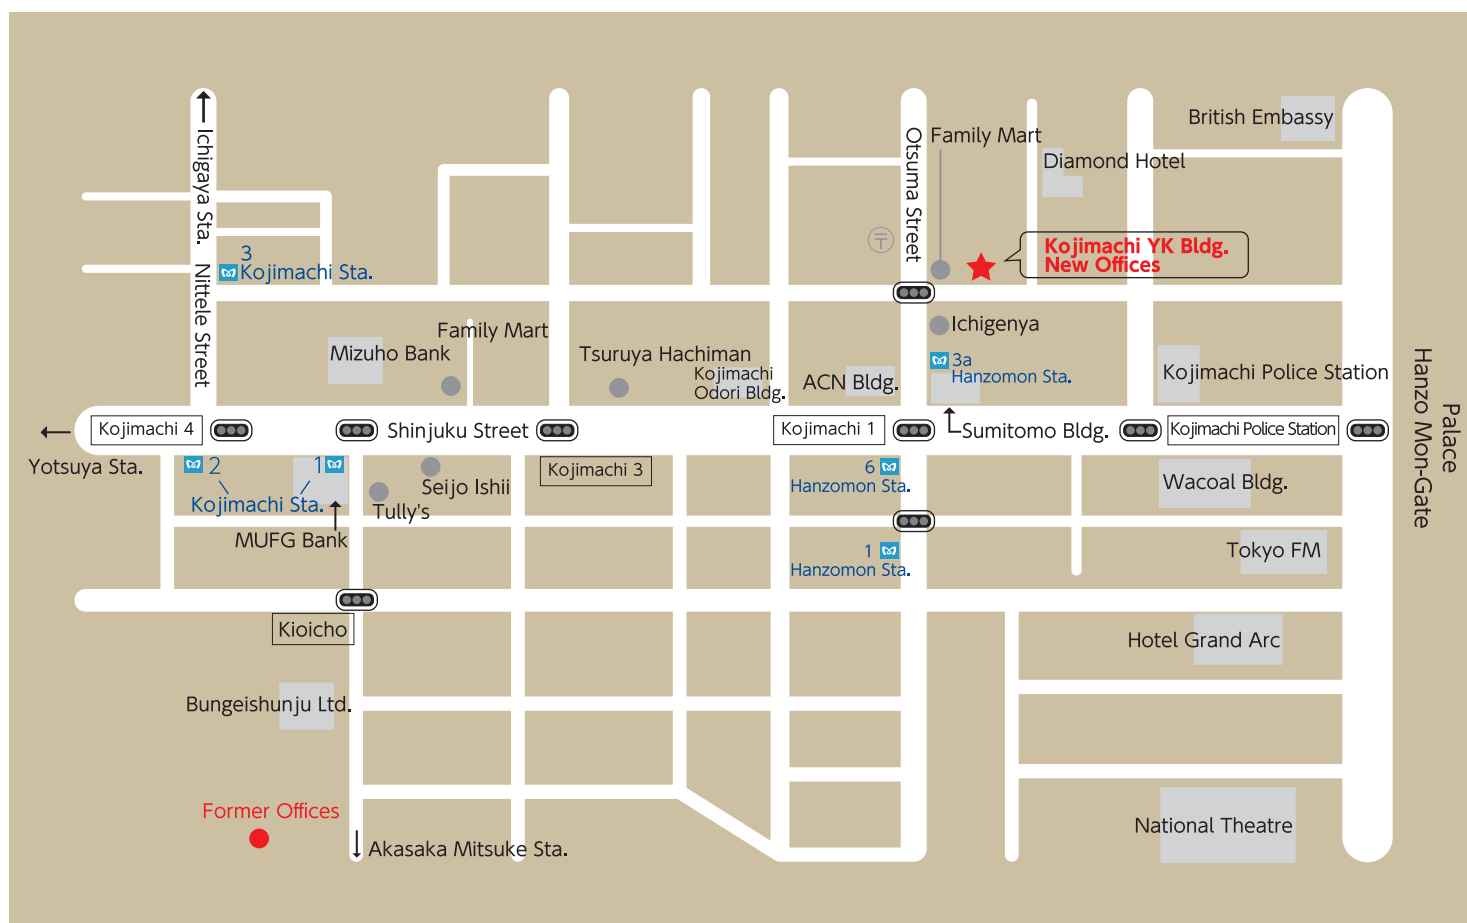 British Embassy
Otsuma Street
Family Mart
Diamond Hotel
Ichigaya Sta.
〒
Kojimachi YK Bldg.
New Offices
3
Kojimachi Sta.
Nittele Street
Family Mart
Ichigenya
Mizuho Bank
Tsuruya Hachiman
Kojimachi
Odori Bldg.
ACN Bldg.
3a
Hanzomon Sta.
Kojimachi Police Station
Palace
Hanzo Mon-Gate
Kojimachi 4
Shinjuku Street
Kojimachi 1
Sumitomo Bldg.
Kojimachi Police Station
Yotsuya Sta.
2
1
Kojimachi Sta.
Seijo Ishii
Kojimachi 3
6
Hanzomon Sta.
Wacoal Bldg.
Tully's
MUFG Bank
1
Hanzomon Sta.
Tokyo FM
Kioicho
Hotel Grand Arc
Bungeishunju Ltd.
Former Offices
National Theatre
Akasaka Mitsuke Sta.